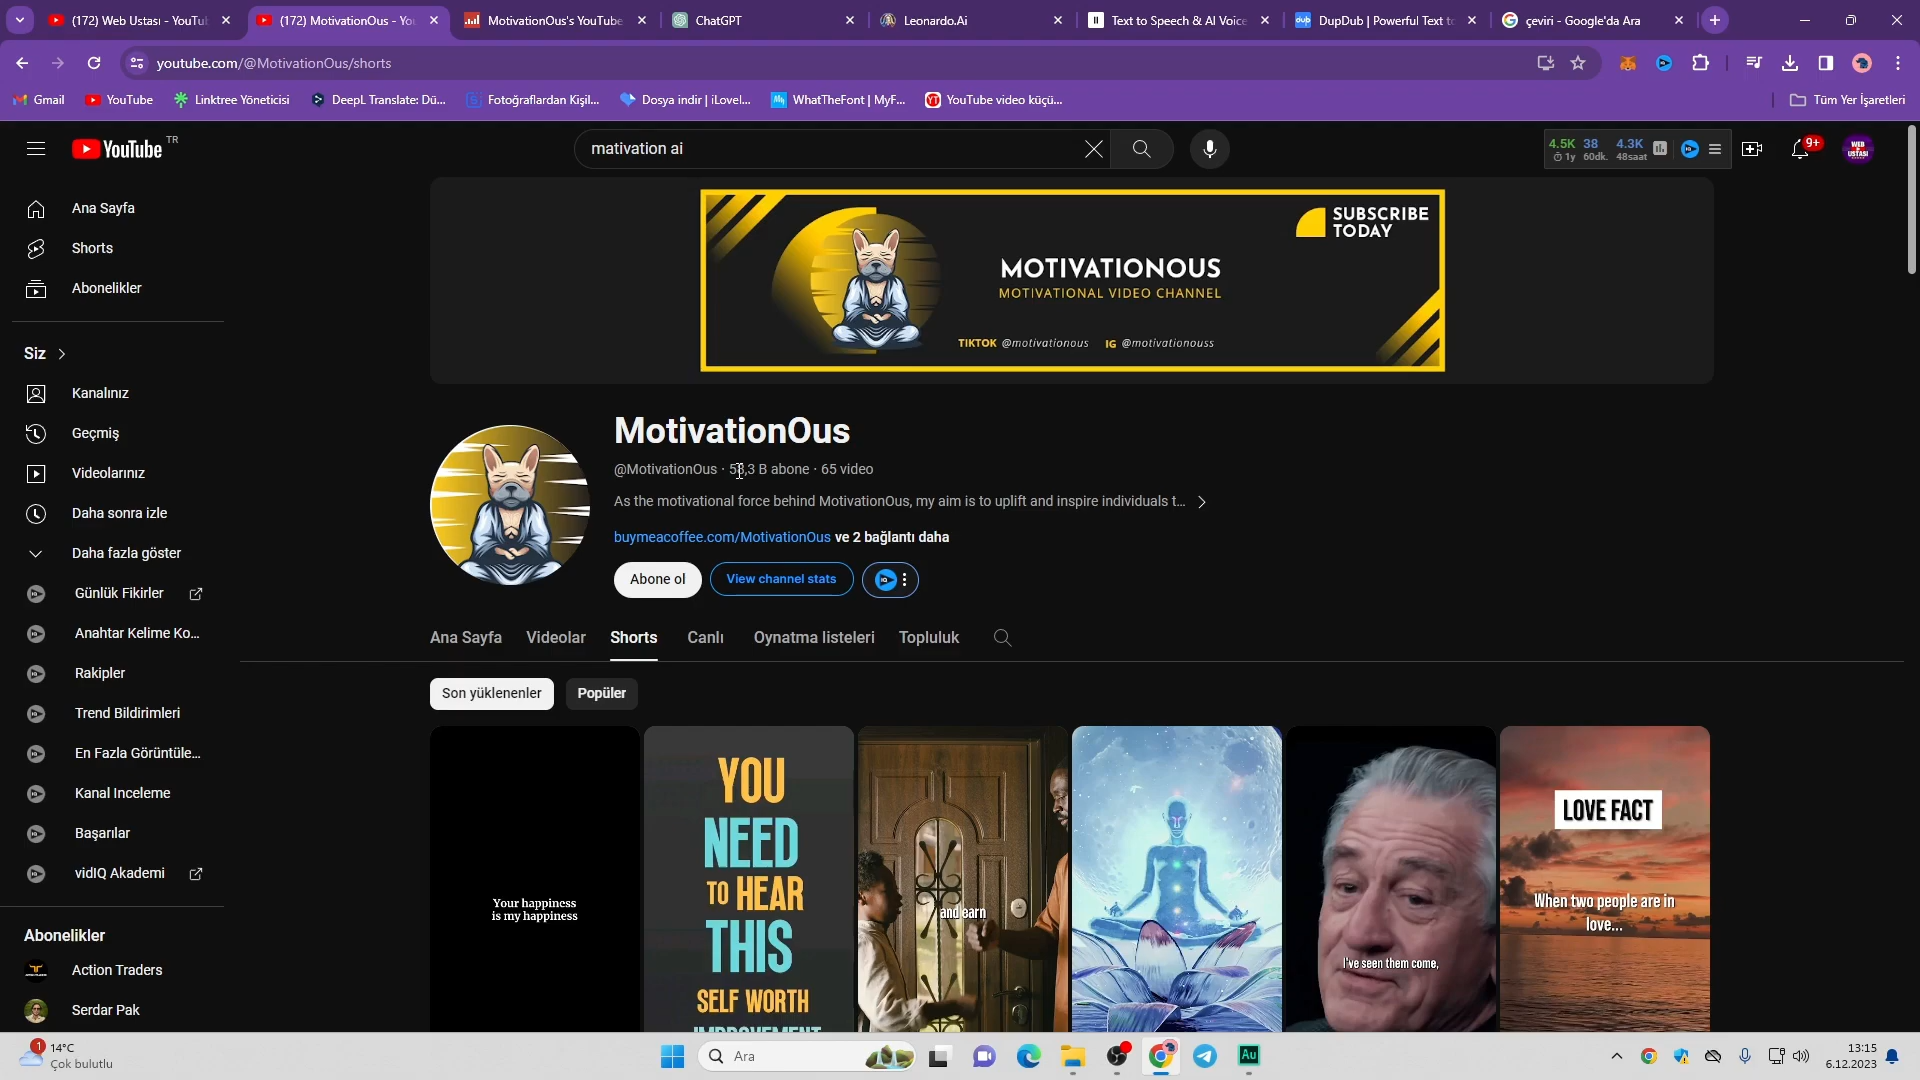 (172) Web Ustası - YouTu
(172) MotivationOus - You
MotivationOus's YouTube
ChatGPT
Leonardo.Ai
Text to Speech & AI Voice
DupDub | Powerful Text to
çeviri - Google'da Ara
youtube.com/@MotivationOus/shorts
Gmail
YouTube
Linktree Yöneticisi
DeepL Translate: Dü...
Fotoğraflardan Kişil...
Dosya indir | iLoveI...
WhatTheFont | MyF...
YouTube video küçü...
Tüm Yer İşaretleri
YouTube TR
mativation ai
4.5K 38 4.3K
1y 60dk. 48saat
9+
WEB
USTASI
Ana Sayfa
Shorts
Abonelikler
Siz
Kanalınız
Geçmiş
Videolarınız
Daha sonra izle
Daha fazla göster
Günlük Fikirler
Anahtar Kelime Ko...
Rakipler
Trend Bildirimleri
En Fazla Görüntüle...
Kanal Inceleme
Başarılar
vidIQ Akademi
Abonelikler
Action Traders
Serdar Pak
SUBSCRIBE
TODAY
MOTIVATIONOUS
MOTIVATIONAL VIDEO CHANNEL
TIKTOK @motivationous IG @motivationouss
MotivationOus
@MotivationOus · ,3 B abone · 65 video
As the motivational force behind MotivationOus, my aim is to uplift and inspire individuals t...
buymeacoffee.com/MotivationOus ve 2 bağlantı daha
Abone ol
View channel stats
Ana Sayfa
Videolar
Shorts
Canlı
Oynatma listeleri
Topluluk
Son yüklenenler
Popüler
Your happiness
is my happiness
YOU
NEED
TO HEAR
THIS
SELF WORTH
IMPROVEMENT
and earn
I've seen them come,
LOVE FACT
When two people are in
love...
1
14°C
Çok bulutlu
Ara
Au
13:15
6.12.2023